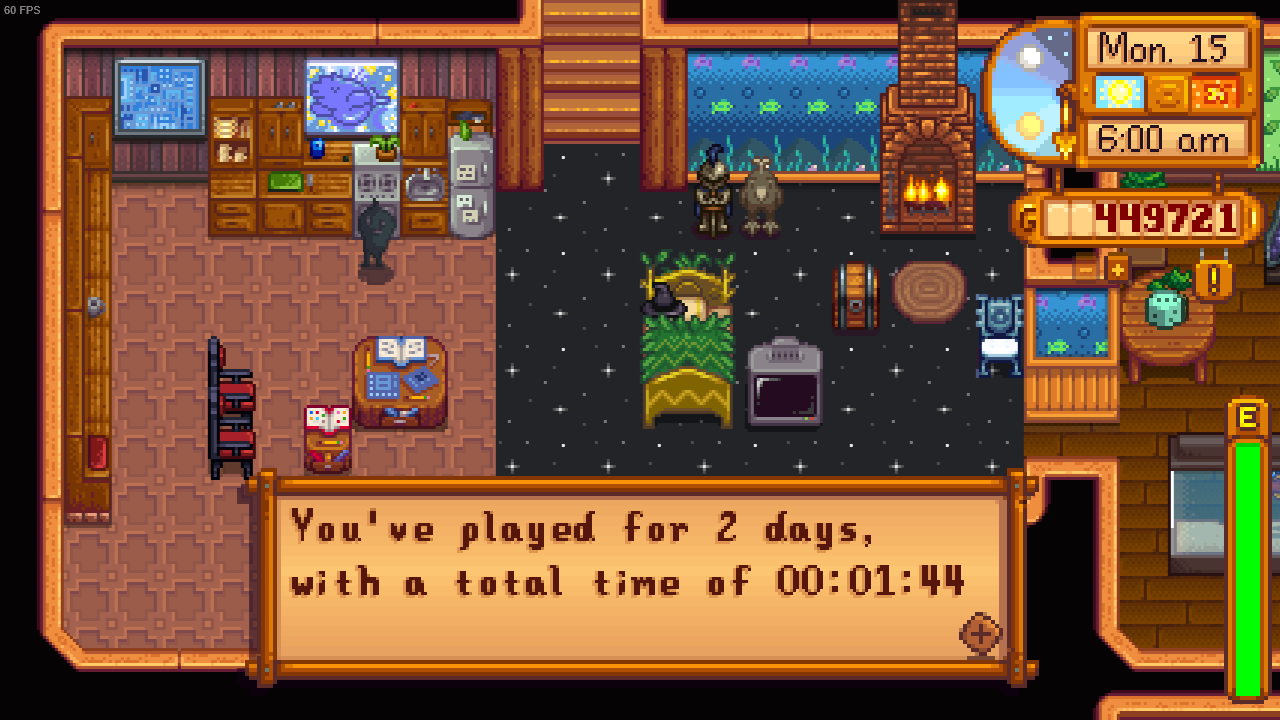 60 FPS
Mon. 15
6:00 am
449721
E
You've played for 2 days,
with a total time of 00:01:44